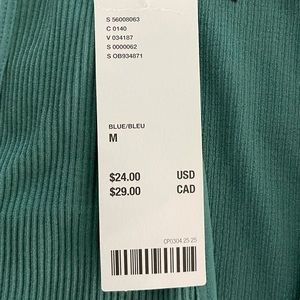 S 56008063
C 0140
V 034187
S 0000062
S OB934871
BLUE/BLEU
M
$24.00 USD
$29.00 CAD
CP0304 25 25